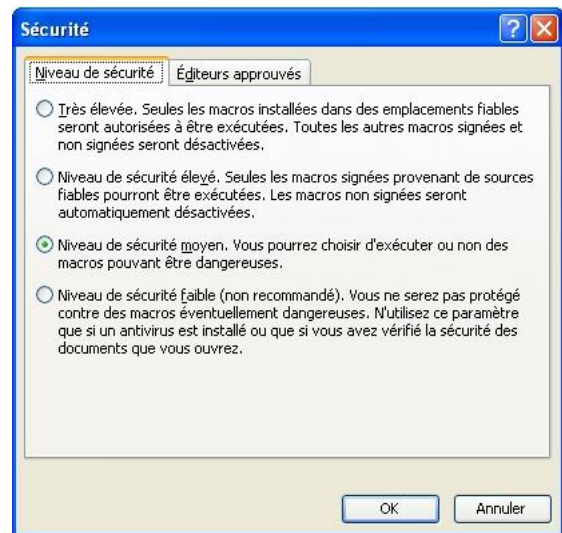 Sécurité
Niveau de sécurité
Éditeurs approuvés
Très élevée. Seules les macros installées dans des emplacements fiables
seront autorisées à être exécutées. Toutes les autres macros signées et
non signées seront désactivées.
Niveau de sécurité élevé. Seules les macros signées provenant de sources
fiables pourront être exécutées. Les macros non signées seront
automatiquement désactivées.
Niveau de sécurité moyen. Vous pourrez choisir d'exécuter ou non des
macros pouvant être dangereuses.
Niveau de sécurité faible (non recommandé). Vous ne serez pas protégé
contre des macros éventuellement dangereuses. N'utilisez ce paramètre
que si un antivirus est installé ou que si vous avez vérifié la sécurité des
documents que vous ouvrez.
OK
Annuler